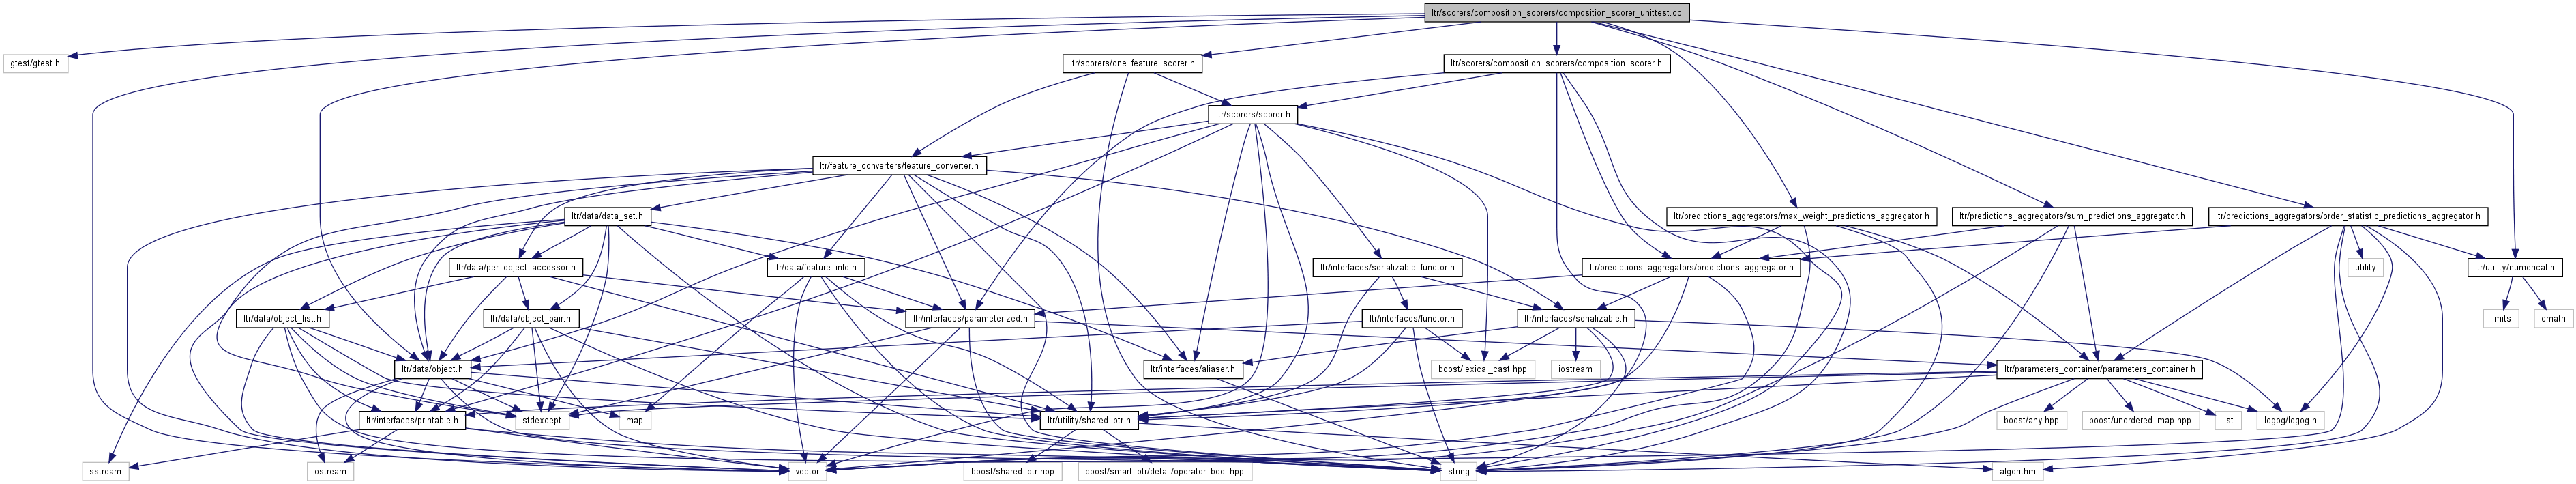 ltr/scorers/composition_scorers/composition_scorer_unittest.cc
gtest/gtest.h
ltr/scorers/one_feature_scorer.h
ltr/scorers/composition_scorers/composition_scorer.h
ltr/scorers/scorer.h
ltr/feature_converters/feature_converter.h
ltr/data/data_set.h
ltr/predictions_aggregators/max_weight_predictions_aggregator.h
ltr/predictions_aggregators/sum_predictions_aggregator.h
ltr/predictions_aggregators/order_statistic_predictions_aggregator.h
ltr/data/per_object_accessor.h
ltr/data/feature_info.h
ltr/interfaces/serializable_functor.h
ltr/predictions_aggregators/predictions_aggregator.h
utility
ltr/utility/numerical.h
ltr/data/object_list.h
ltr/data/object_pair.h
ltr/interfaces/parameterized.h
ltr/interfaces/functor.h
ltr/interfaces/serializable.h
limits
cmath
ltr/data/object.h
ltr/interfaces/aliaser.h
boost/lexical_cast.hpp
iostream
ltr/parameters_container/parameters_container.h
ltr/interfaces/printable.h
stdexcept
map
ltr/utility/shared_ptr.h
boost/any.hpp
boost/unordered_map.hpp
list
logog/logog.h
sstream
ostream
vector
boost/shared_ptr.hpp
boost/smart_ptr/detail/operator_bool.hpp
string
algorithm